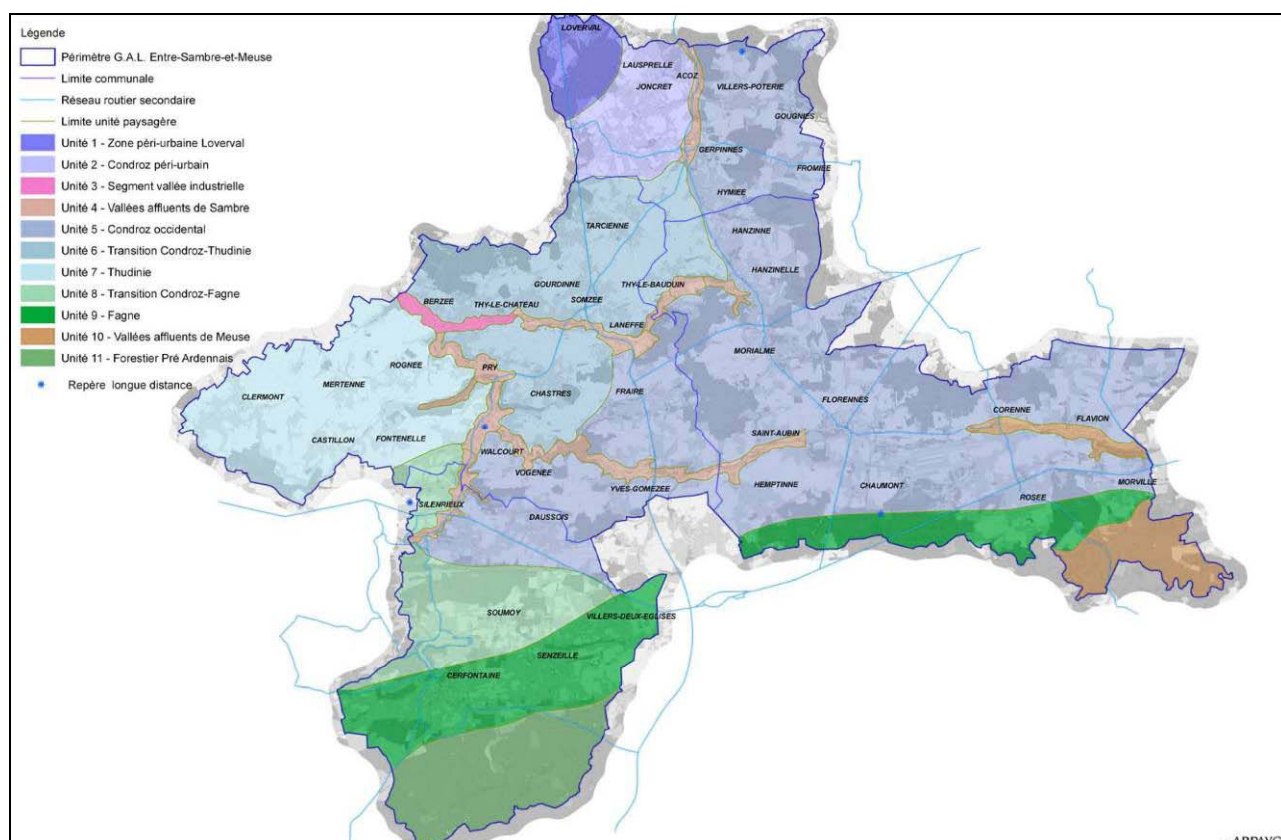 Légende
Périmètre G.A.L. Entre-Sambre-et-Meuse
Limite communale
Réseau routier secondaire
Limite unité paysagère
Unité 1 - Zone péri-urbaine Loverval
Unité 2 - Condroz péri-urbain
Unité 3 - Segment vallée industrielle
Unité 4 - Vallées affluents de Sambre
Unité 5 - Condroz occidental
Unité 6 - Transition Condroz-Thudinie
Unité 7 - Thudinie
Unité 8 - Transition Condroz-Fagne
Unité 9 - Fagne
Unité 10 - Vallées affluents de Meuse
Unité 11 - Forestier Pré Ardennais
Repère longue distance
LOVERVAL
LAUSPRELLE
ACOZ
JONCRET
VILLERS-POTERIE
GOUGNIES
GERPINNES
FROMIEE
HYMIEE
TARCIENNE
HANZINNE
HANZINELLE
GOURDINNE
THY-LE-BAUDUIN
BERZEE
THY-LE-CHATEAU
SOMZEE
LANEFFE
MORIALME
ROGNEE
PRY
MERTENNE
CHASTRES
FRAIRE
CLERMONT
FLORENNES
CORENNE
FLAVION
CASTILLON
FONTENELLE
SAINT-AUBIN
WALCOURT
VOGENEE
YVES-GOMEZEE
HEMPTINNE
CHAUMONT
MORVILLE
ROSEE
SILENRIEUX
DAUSSOIS
SOUMOY
VILLERS-DEUX-EGLISES
SENZEILLE
CERFONTAINE